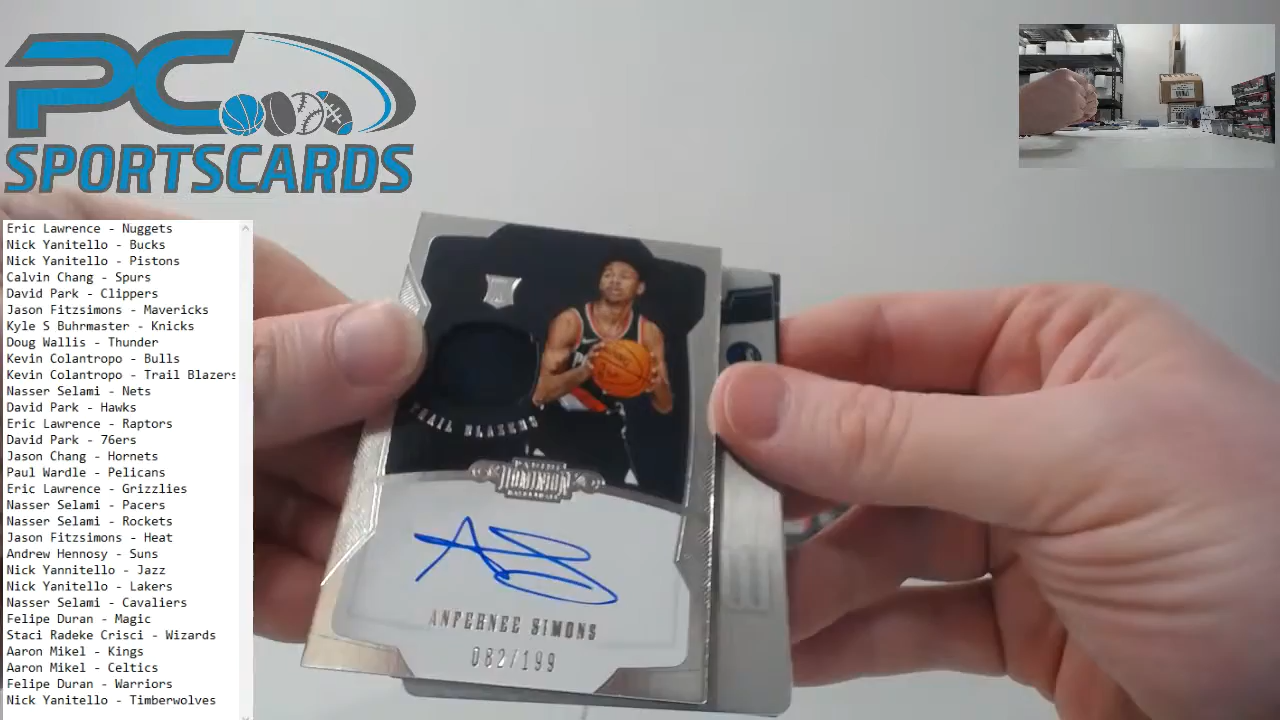 PC
SPORTSCARDS
Eric Lawrence - Nuggets
Nick Yanitello - Bucks
Nick Yanitello - Pistons
Calvin Chang - Spurs
David Park - Clippers
Jason Fitzsimons - Mavericks
Kyle S Buhrmaster - Knicks
Doug Wallis - Thunder
Kevin Colantropo - Bulls
Kevin Colantropo - Trail Blazers
Nasser Selami - Nets
David Park - Hawks
Eric Lawrence - Raptors
David Park - 76ers
Jason Chang - Hornets
Paul Wardle - Pelicans
Eric Lawrence - Grizzlies
Nasser Selami - Pacers
Nasser Selami - Rockets
Jason Fitzsimons - Heat
Andrew Hennosy - Suns
Nick Yannitello - Jazz
Nick Yanitello - Lakers
Nasser Selami - Cavaliers
Felipe Duran - Magic
Staci Radeke Crisci - Wizards
Aaron Mikel - Kings
Aaron Mikel - Celtics
Felipe Duran - Warriors
Nick Yanitello - Timberwolves
TRAIL BLAZERS
PANINI
DOMINION
BASKETBALL
ANFERNEE SIMONS
082/199